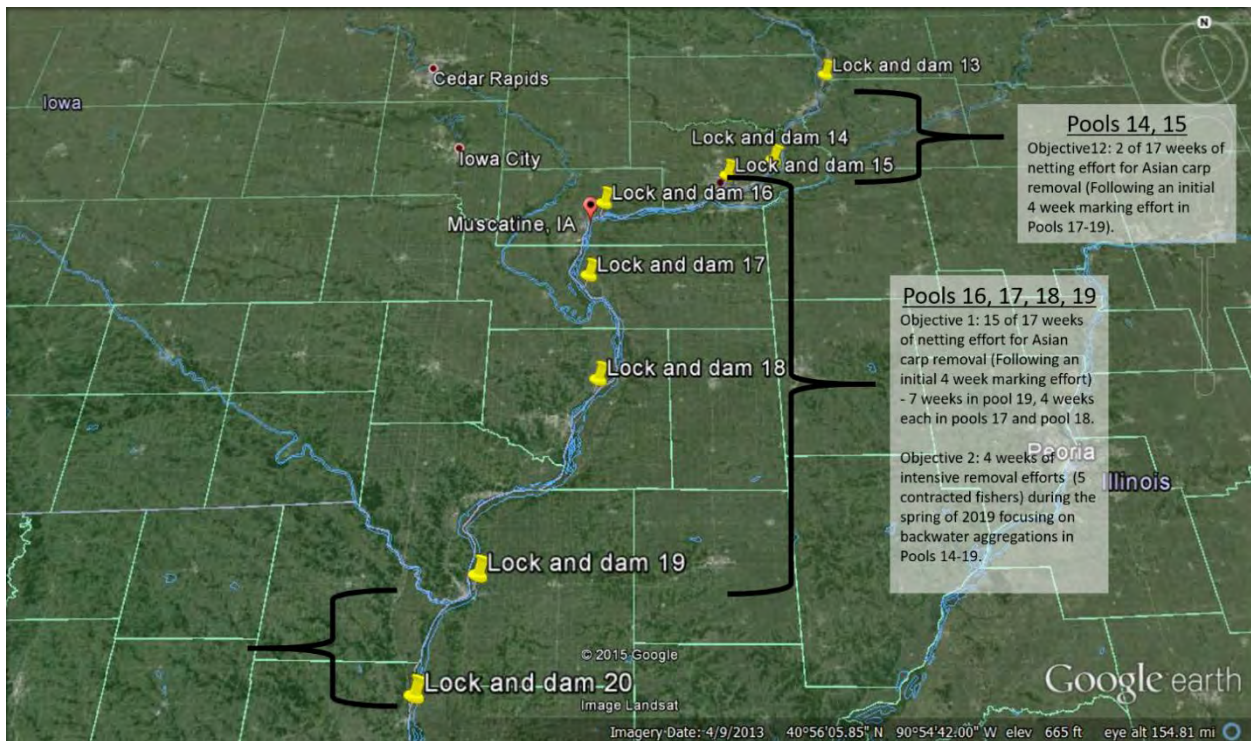 N
Lock and dam 13
Cedar Rapids
Iowa
Pools 14, 15
Objective12: 2 of 17 weeks of
netting effort for Asian carp
removal (Following an initial
4 week marking effort in
Pools 17-19).
Lock and dam 14
Iowa City
Lock and dam 15
Lock and dam 16
Muscatine, IA
Lock and dam 17
Pools 16, 17, 18, 19
Objective 1: 15 of 17 weeks
of netting effort for Asian
carp removal (Following an
initial 4 week marking effort)
- 7 weeks in pool 19, 4 weeks
each in pools 17 and pool 18.
Objective 2: 4 weeks of
intensive removal efforts (5
contracted fishers) during the
spring of 2019 focusing on
backwater aggregations in
Pools 14-19.
Lock and dam 18
Peoria
Illinois
Lock and dam 19
© 2015 Google
Lock and dam 20
Image Landsat
Google earth
Imagery Date: 4/9/2013 40°56'05.85" N 90°54'42.00" W elev 665 ft eye alt 154.81 mi